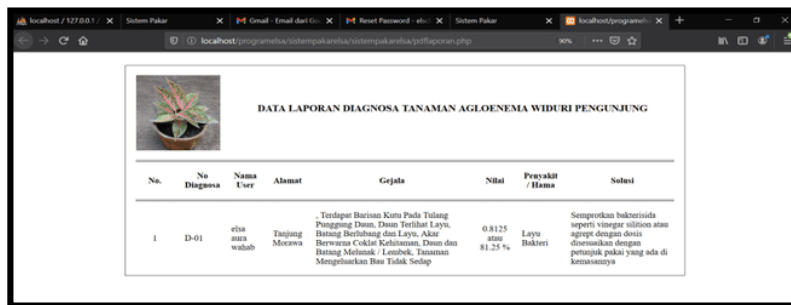 localhost / 127.0.0.1 /
Sistem Pakar
Gmail - Email dari Go
Reset Password - elsa
Sistem Pakar
localhost/programelsa
localhost/programelsa/sistempakarelsa/sistempakarelsa/pdflaporan.php
90%
DATA LAPORAN DIAGNOSA TANAMAN AGLOENEMA WIDURI PENGUNJUNG
No.
No
Diagnosa
Nama
User
Alamat
Gejala
Nilai
Penyakit
/ Hama
Solusi
1
D-01
elsa
aura
wahab
Tanjung
Morawa
, Terdapat Barisan Kutu Pada Tulang
Punggung Daun, Daun Terlihat Layu,
Batang Berlubang dan Layu, Akar
Berwarna Coklat Kehitaman, Daun dan
Batang Melunak / Lembek, Tanaman
Mengeluarkan Bau Tidak Sedap
0.8125
atau
81.25 %
Layu
Bakteri
Semprotkan bakterisida
seperti vinegar silition atau
agrept dengan dosis
disesuaikan dengan
petunjuk pakai yang ada di
kemasannya